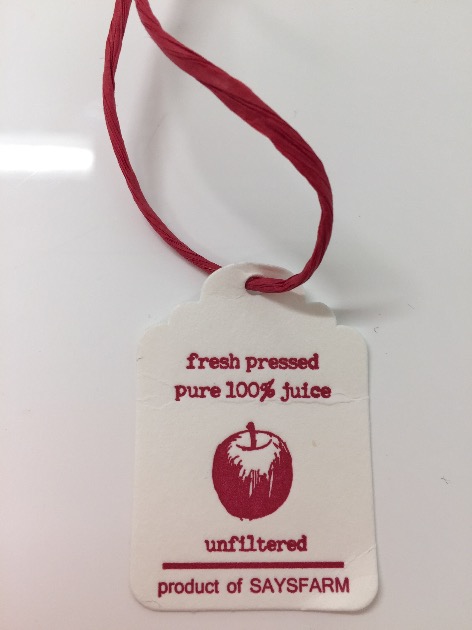 fresh pressed
pure 100% juice
unfiltered
product of SAYSFARM